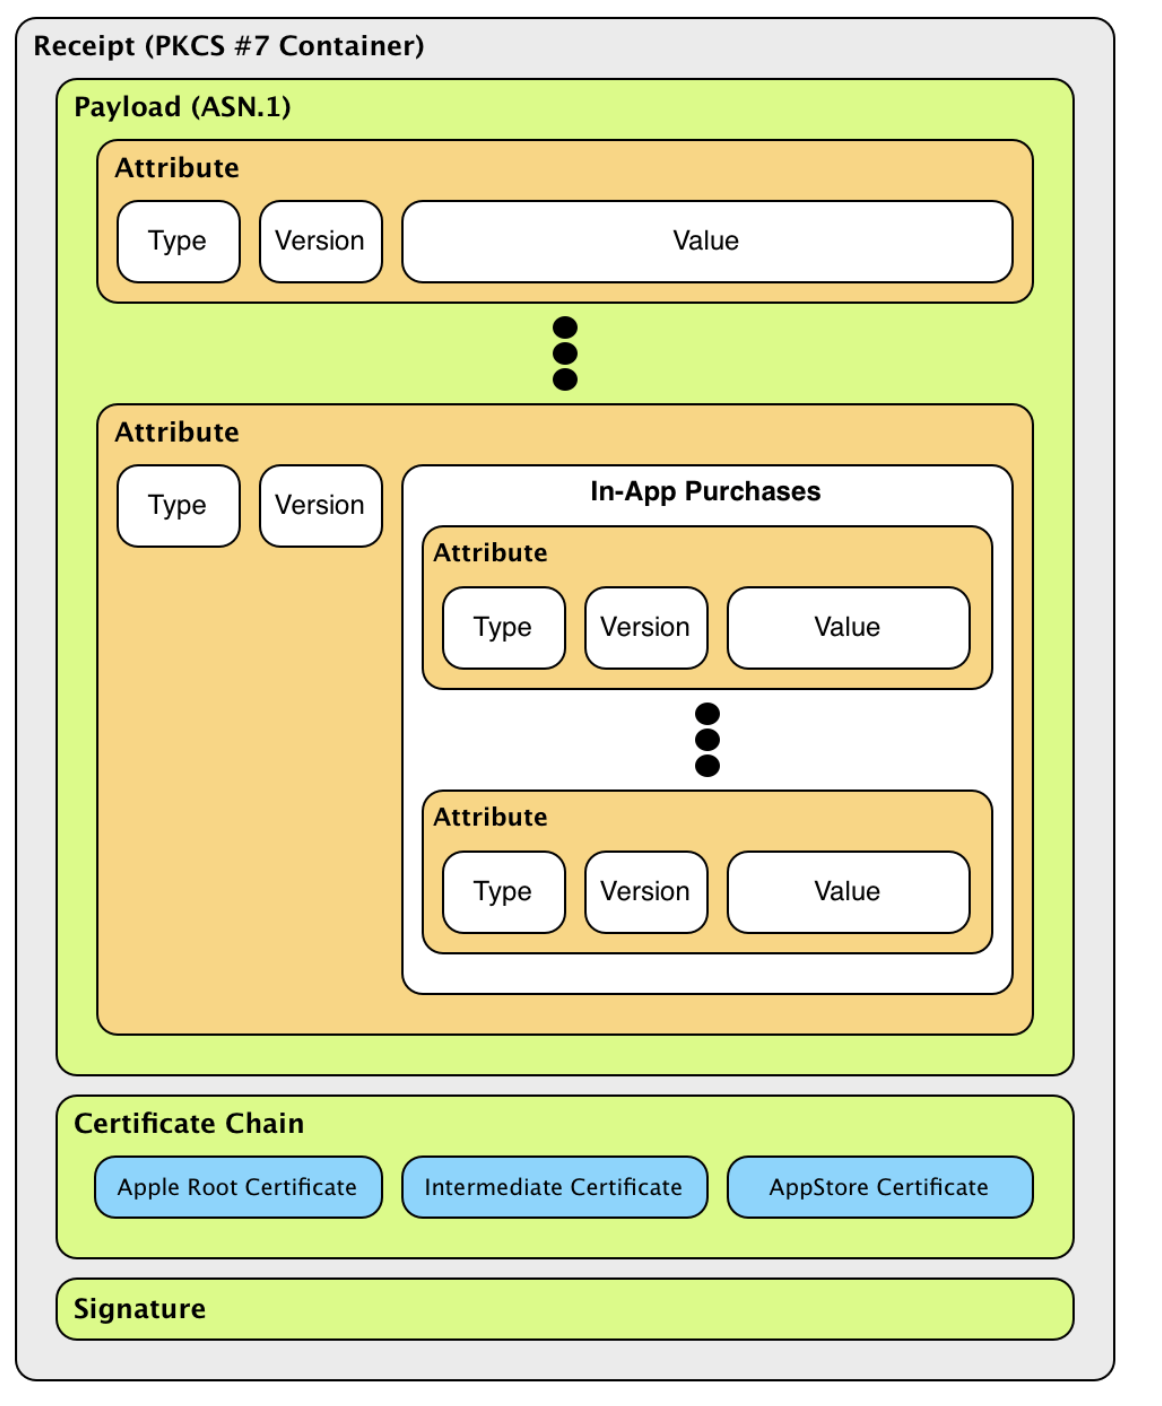 Receipt (PKCS #7 Container)
Payload (ASN.1)
Attribute
Type Version Value
Attribute
Type Version In-App Purchases
Attribute
Type Version Value
Attribute
Type Version Value
Certificate Chain
Apple Root Certificate Intermediate Certificate AppStore Certificate
Signature